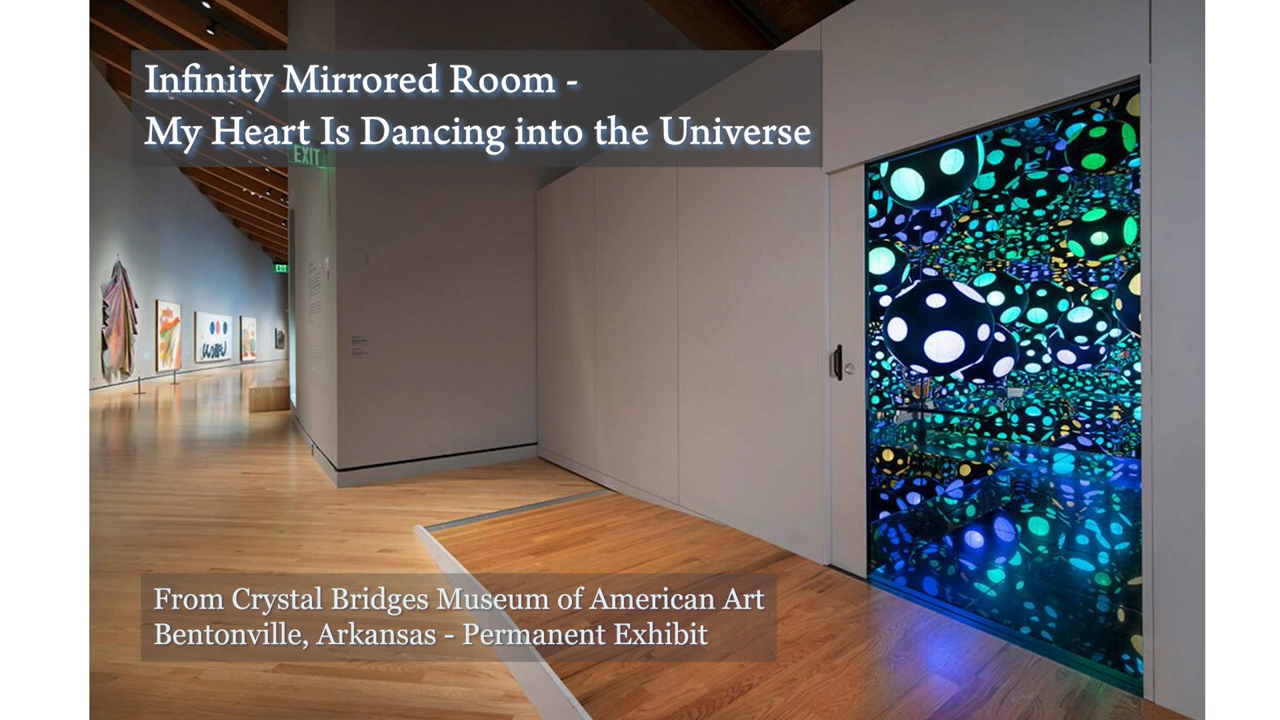 Infinity Mirrored Room -
My Heart Is Dancing into the Universe
EXIT
EXIT
From Crystal Bridges Museum of American Art
Bentonville, Arkansas - Permanent Exhibit